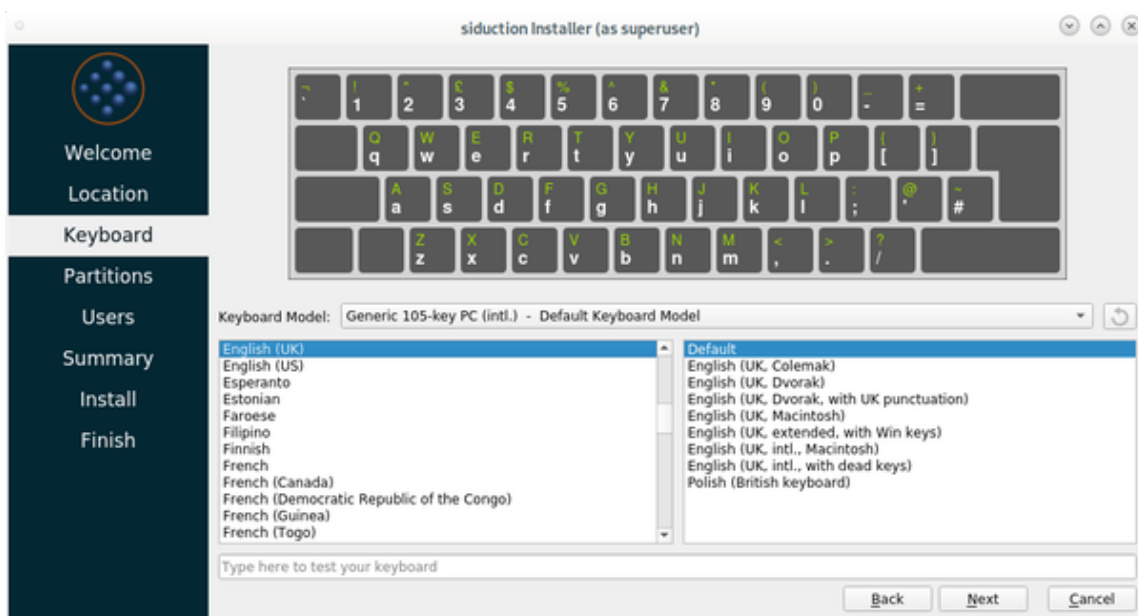 siduction Installer (as superuser)
Welcome
Location
Keyboard
Partitions
Users
Summary
Install
Finish
¬ ! " £ $ % ^ & * ( ) _ +
` 1 2 3 4 5 6 7 8 9 0 - =
Q W E R T Y U I O P { }
q w e r t y u i o p [ ]
A S D F G H J K L : @ ~
a s d f g h j k l ; ' #
Z X C V B N M < > ?
z x c v b n m , . /
Keyboard Model: Generic 105-key PC (intl.) - Default Keyboard Model
English (UK)
English (US)
Esperanto
Estonian
Faroese
Filipino
Finnish
French
French (Canada)
French (Democratic Republic of the Congo)
French (Guinea)
French (Togo)
Default
English (UK, Colemak)
English (UK, Dvorak)
English (UK, Dvorak, with UK punctuation)
English (UK, Macintosh)
English (UK, extended, with Win keys)
English (UK, intl., Macintosh)
English (UK, intl., with dead keys)
Polish (British keyboard)
Type here to test your keyboard
Back Next Cancel